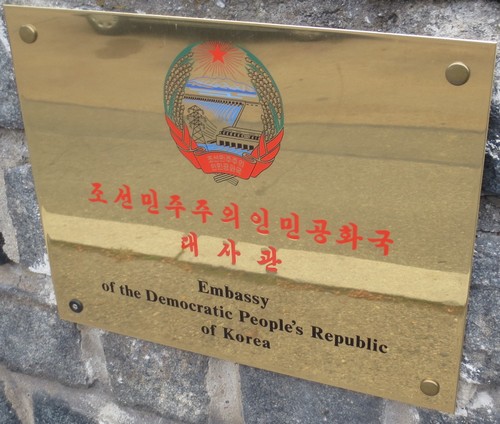 조선민주주의인민공화국
대사관
Embassy
of the Democratic People's Republic
of Korea